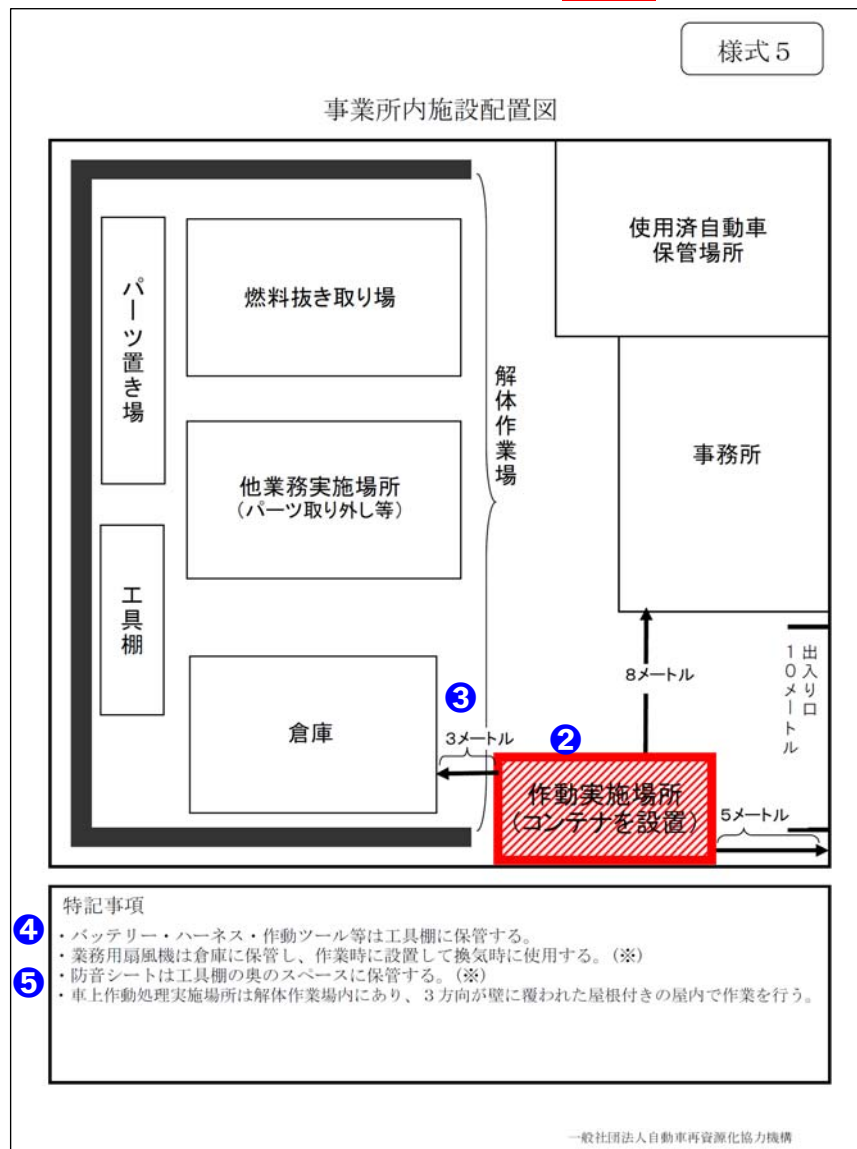 様式５
事業所内施設配置図
使用済自動車
保管場所
パーツ置き場
燃料抜き取り場
解体作業場
事務所
他業務実施場所
（パーツ取り外し等）
工具棚
出入り口
１０メートル
8メートル
❸
倉庫
3メートル
❷
作動実施場所
（コンテナを設置）
5メートル
特記事項
❹
・バッテリー・ハーネス・作動ツール等は工具棚に保管する。
・業務用扇風機は倉庫に保管し、作業時に設置して換気時に使用する。（※）
❺
・防音シートは工具棚の奥のスペースに保管する。（※）
・車上作動処理実施場所は解体作業場内にあり、３方向が壁に覆われた屋根付きの屋内で作業を行う。
一般社団法人自動車再資源化協力機構